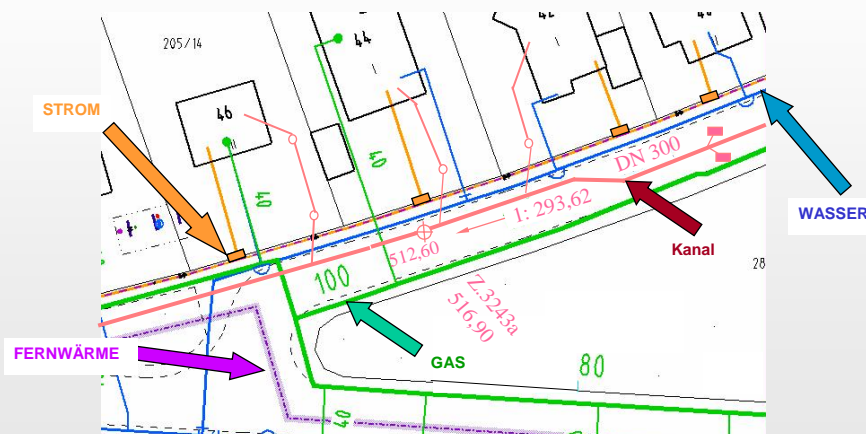 44
42
205/14
46
STROM
40
40
DN 300
1: 293,62
WASSER
Kanal
512,60
100
Z.3243a
516,90
28
FERNWÄRME
GAS
80
40